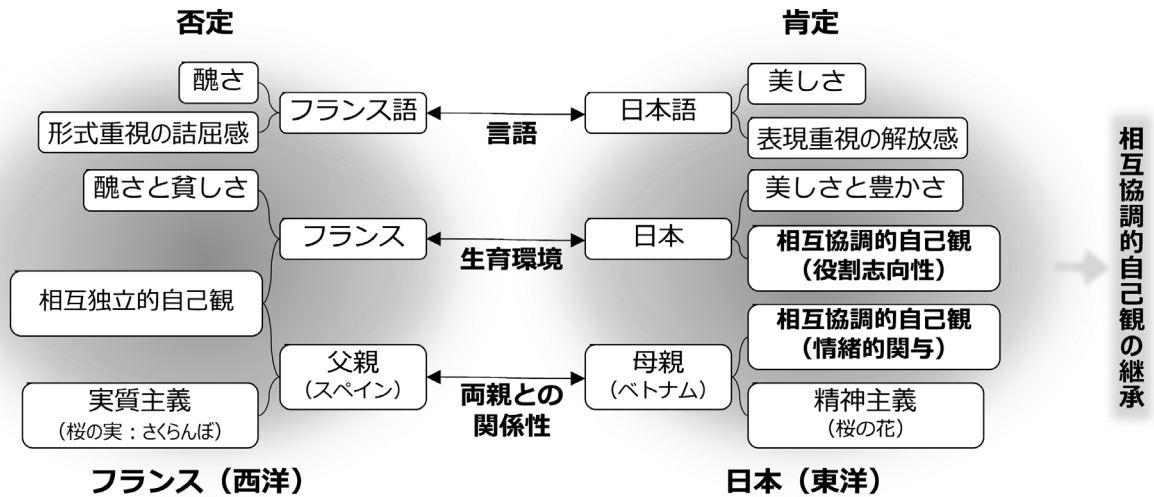 否定
肯定
醜さ
形式重視の詰屈感
フランス語
言語
日本語
美しさ
表現重視の解放感
醜さと貧しさ
フランス
生育環境
日本
美しさと豊かさ
相互協調的自己観
（役割志向性）
相互独立的自己観
相互協調的自己観
（情緒的関与）
父親
（スペイン）
両親との
関係性
母親
（ベトナム）
実質主義
（桜の実：さくらんぼ）
精神主義
（桜の花）
フランス（西洋）
日本（東洋）
相互協調的自己観の継承